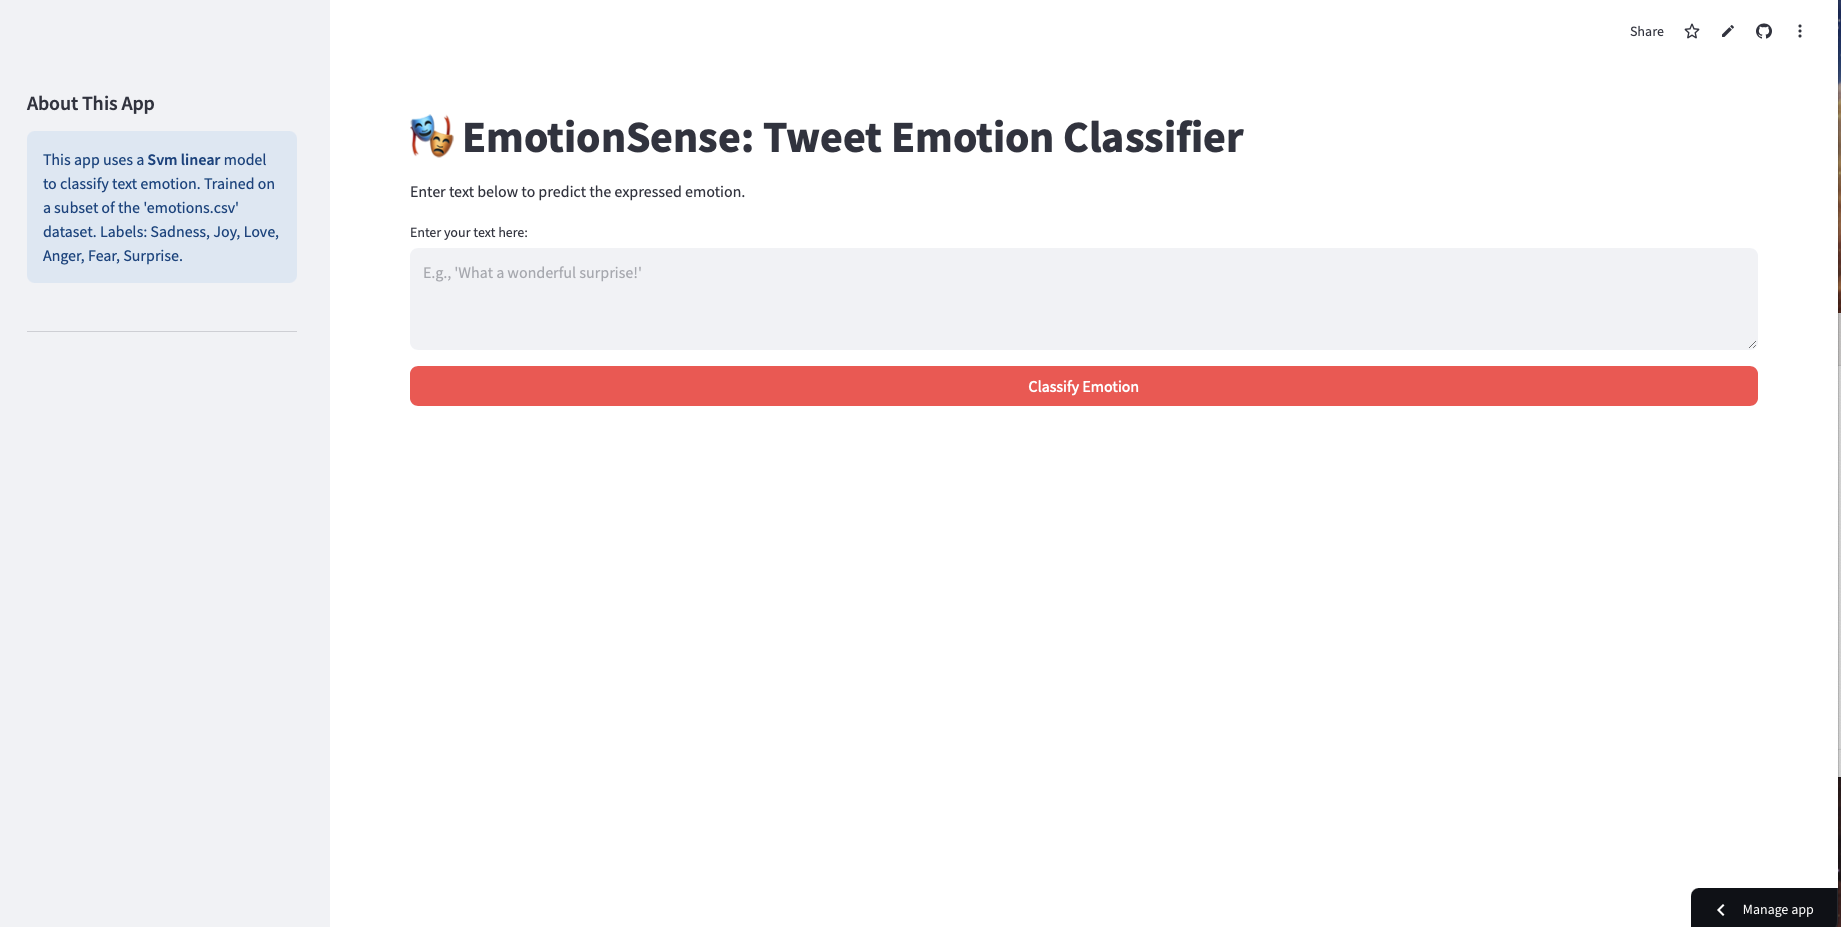 Share
About This App
This app uses a Svm linear model
to classify text emotion. Trained on
a subset of the 'emotions.csv'
dataset. Labels: Sadness, Joy, Love,
Anger, Fear, Surprise.
EmotionSense: Tweet Emotion Classifier
Enter text below to predict the expressed emotion.
Enter your text here:
E.g., 'What a wonderful surprise!'
Classify Emotion
Manage app